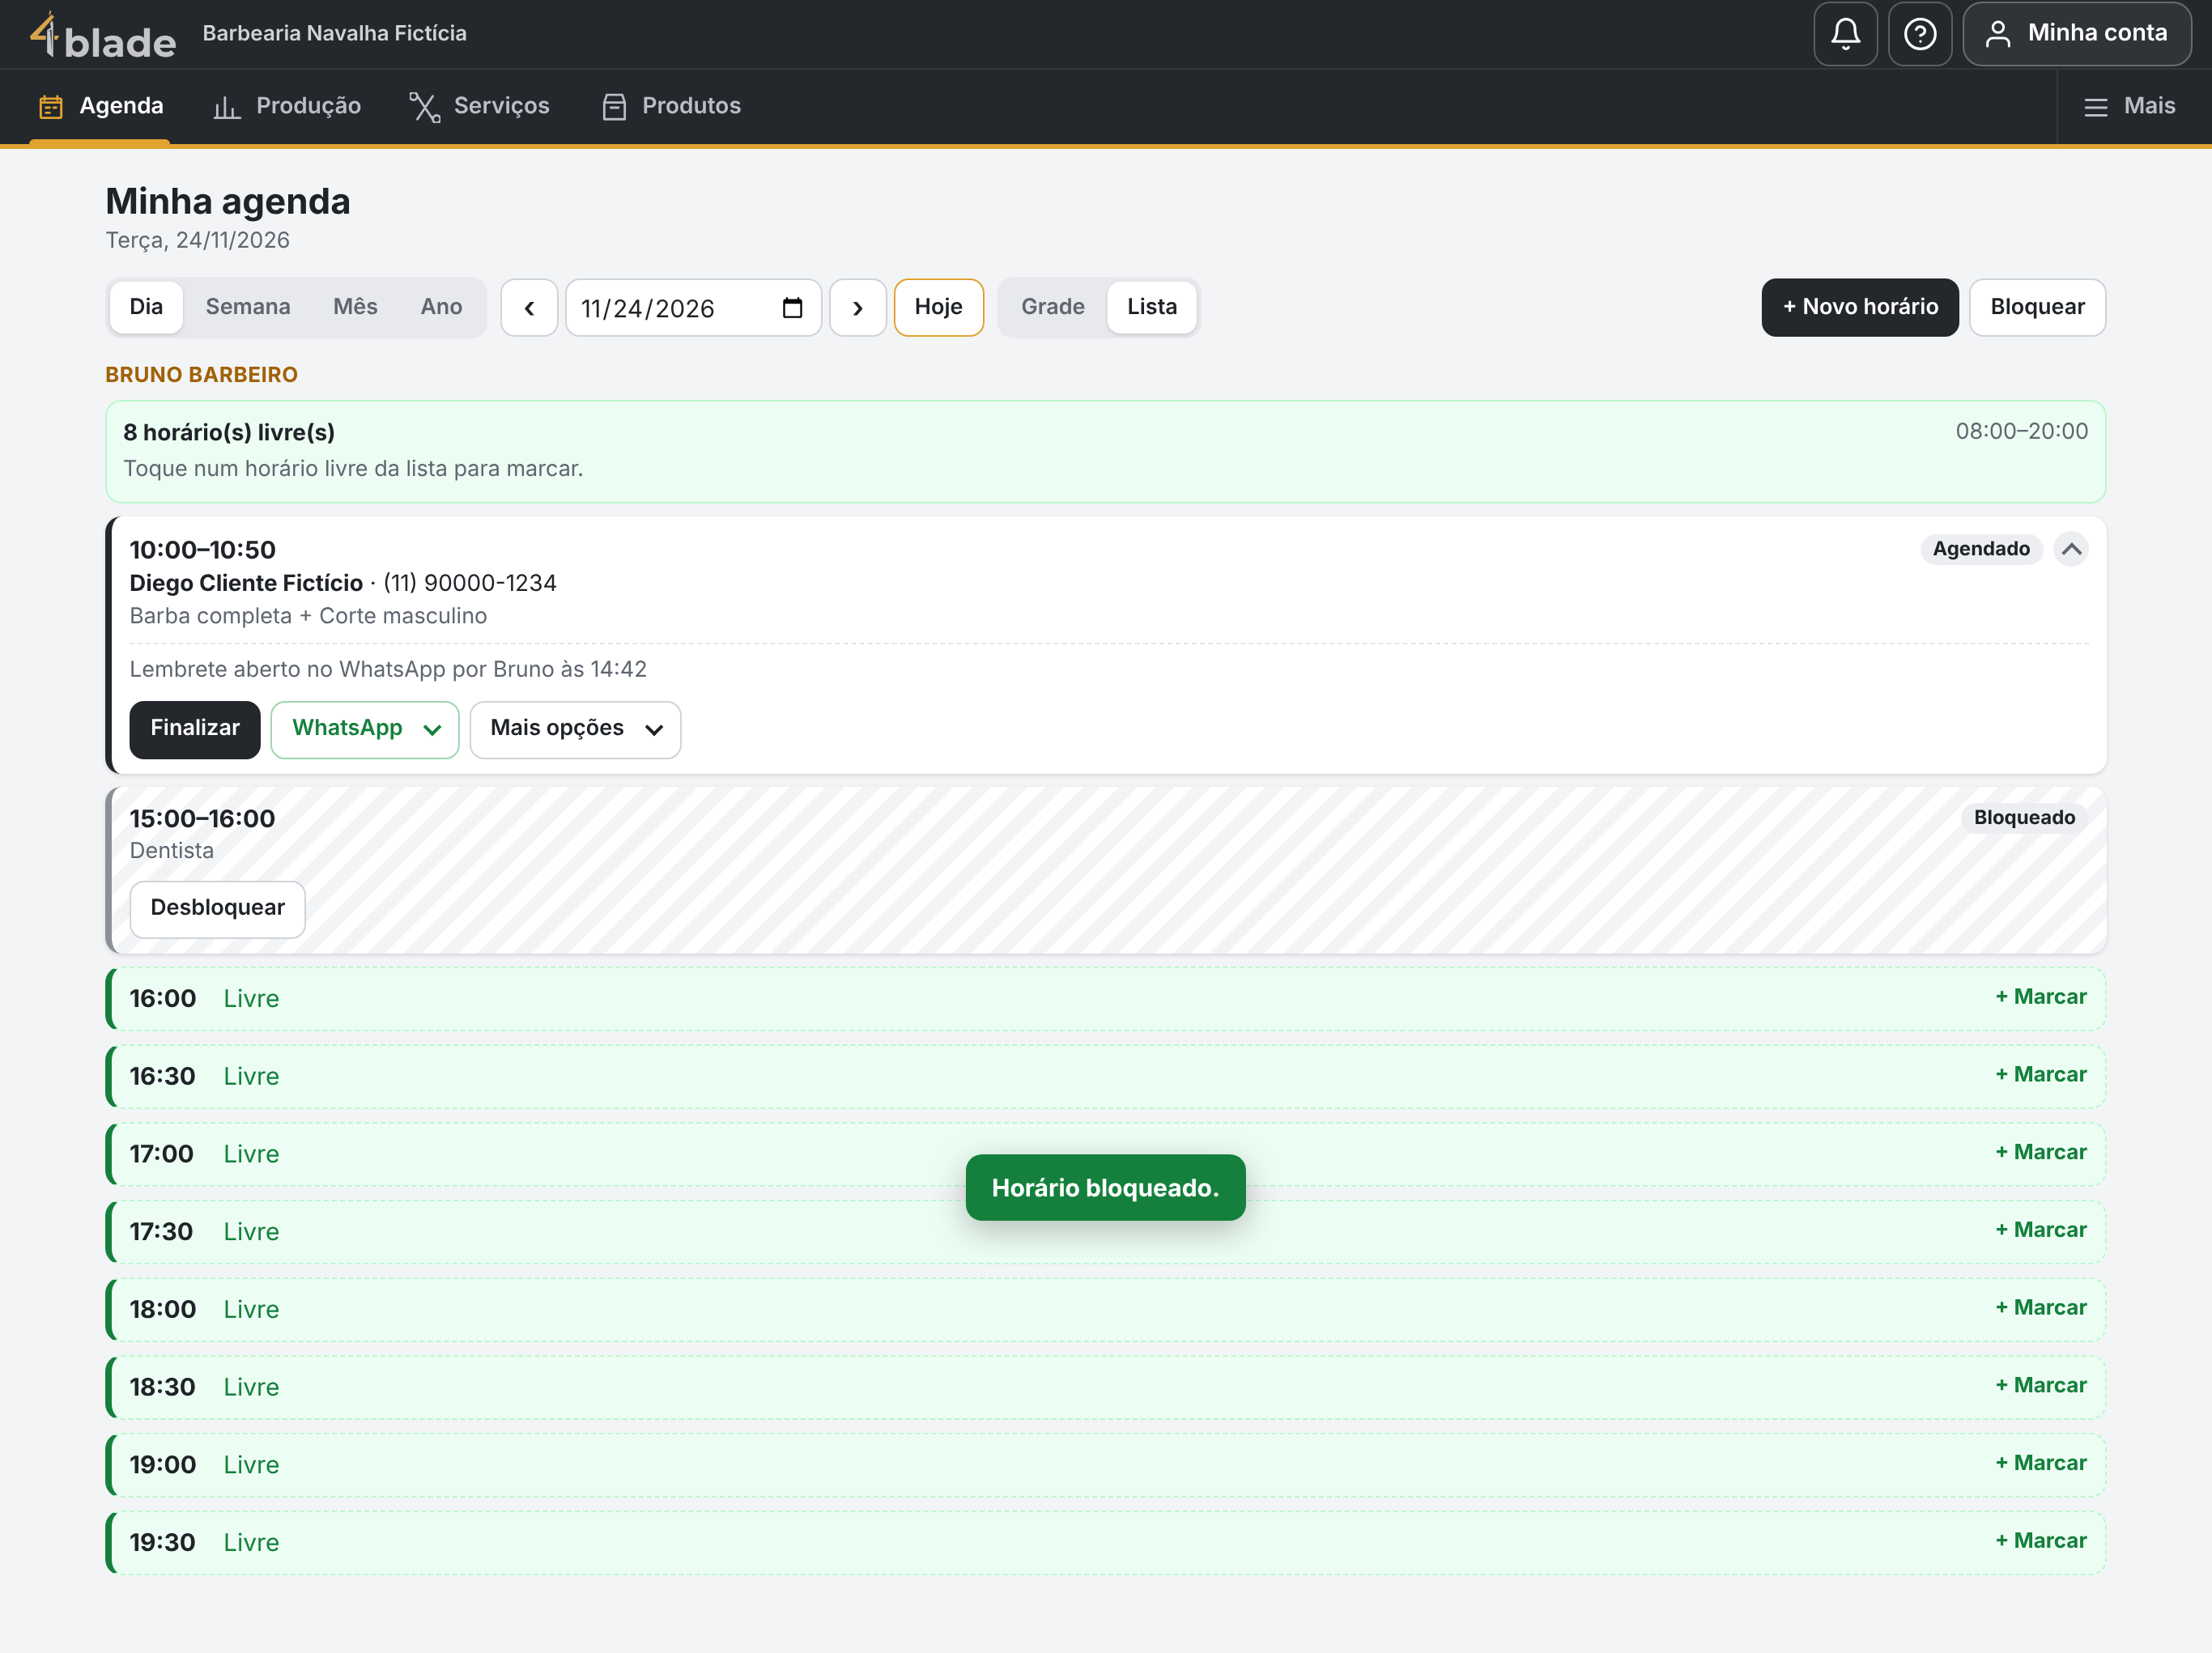 4blade
Barbearia Navalha Fictícia
Minha conta
Agenda
Produção
Serviços
Produtos
Mais
Minha agenda
Terça, 24/11/2026
Dia
Semana
Mês
Ano
11/24/2026
Hoje
Grade
Lista
+ Novo horário
Bloquear
BRUNO BARBEIRO
8 horário(s) livre(s)
08:00–20:00
Toque num horário livre da lista para marcar.
10:00–10:50
Agendado
Diego Cliente Fictício · (11) 90000-1234
Barba completa + Corte masculino
Lembrete aberto no WhatsApp por Bruno às 14:42
Finalizar
WhatsApp
Mais opções
15:00–16:00
Bloqueado
Dentista
Desbloquear
16:00 Livre + Marcar
16:30 Livre + Marcar
17:00 Livre + Marcar
Horário bloqueado.
17:30 Livre + Marcar
18:00 Livre + Marcar
18:30 Livre + Marcar
19:00 Livre + Marcar
19:30 Livre + Marcar